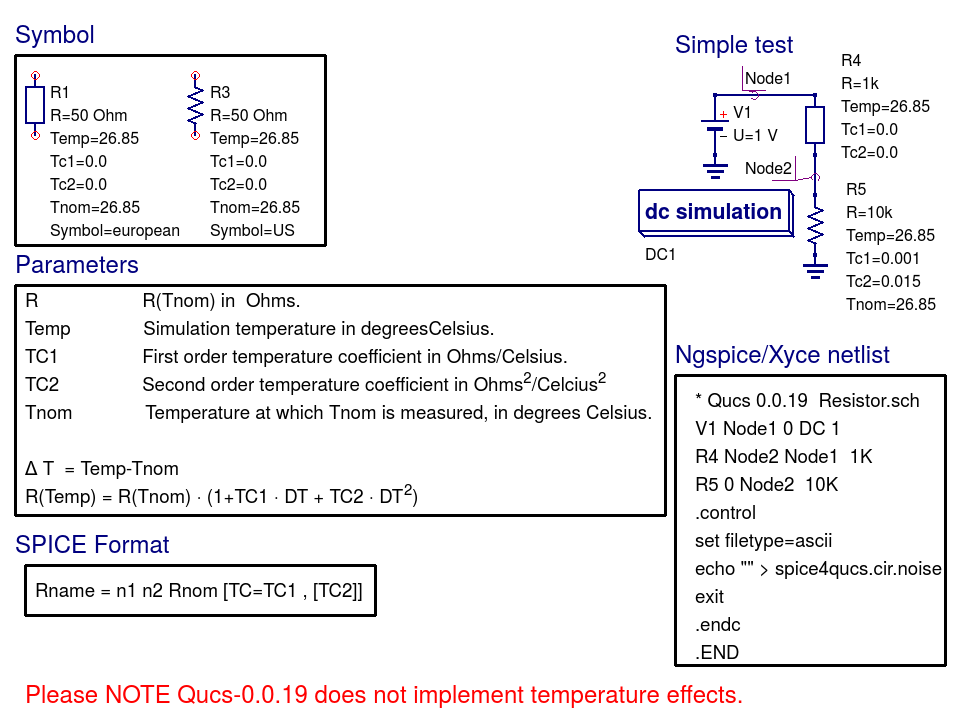 Symbol
R1
R=50 Ohm
Temp=26.85
Tc1=0.0
Tc2=0.0
Tnom=26.85
Symbol=european
R3
R=50 Ohm
Temp=26.85
Tc1=0.0
Tc2=0.0
Tnom=26.85
Symbol=US
Simple test
Node1
+ V1
− U=1 V
Node2
R4
R=1k
Temp=26.85
Tc1=0.0
Tc2=0.0
R5
R=10k
Temp=26.85
Tc1=0.001
Tc2=0.015
Tnom=26.85
dc simulation
DC1
Parameters
R R(Tnom) in Ohms.
Temp Simulation temperature in degreesCelsius.
TC1 First order temperature coefficient in Ohms/Celsius.
TC2 Second order temperature coefficient in Ohms²/Celcius²
Tnom Temperature at which Tnom is measured, in degrees Celsius.
Δ T = Temp-Tnom
R(Temp) = R(Tnom) · (1+TC1 · DT + TC2 · DT²)
SPICE Format
Rname = n1 n2 Rnom [TC=TC1 , [TC2]]
Ngspice/Xyce netlist
* Qucs 0.0.19 Resistor.sch
V1 Node1 0 DC 1
R4 Node2 Node1 1K
R5 0 Node2 10K
.control
set filetype=ascii
echo "" > spice4qucs.cir.noise
exit
.endc
.END
Please NOTE Qucs-0.0.19 does not implement temperature effects.